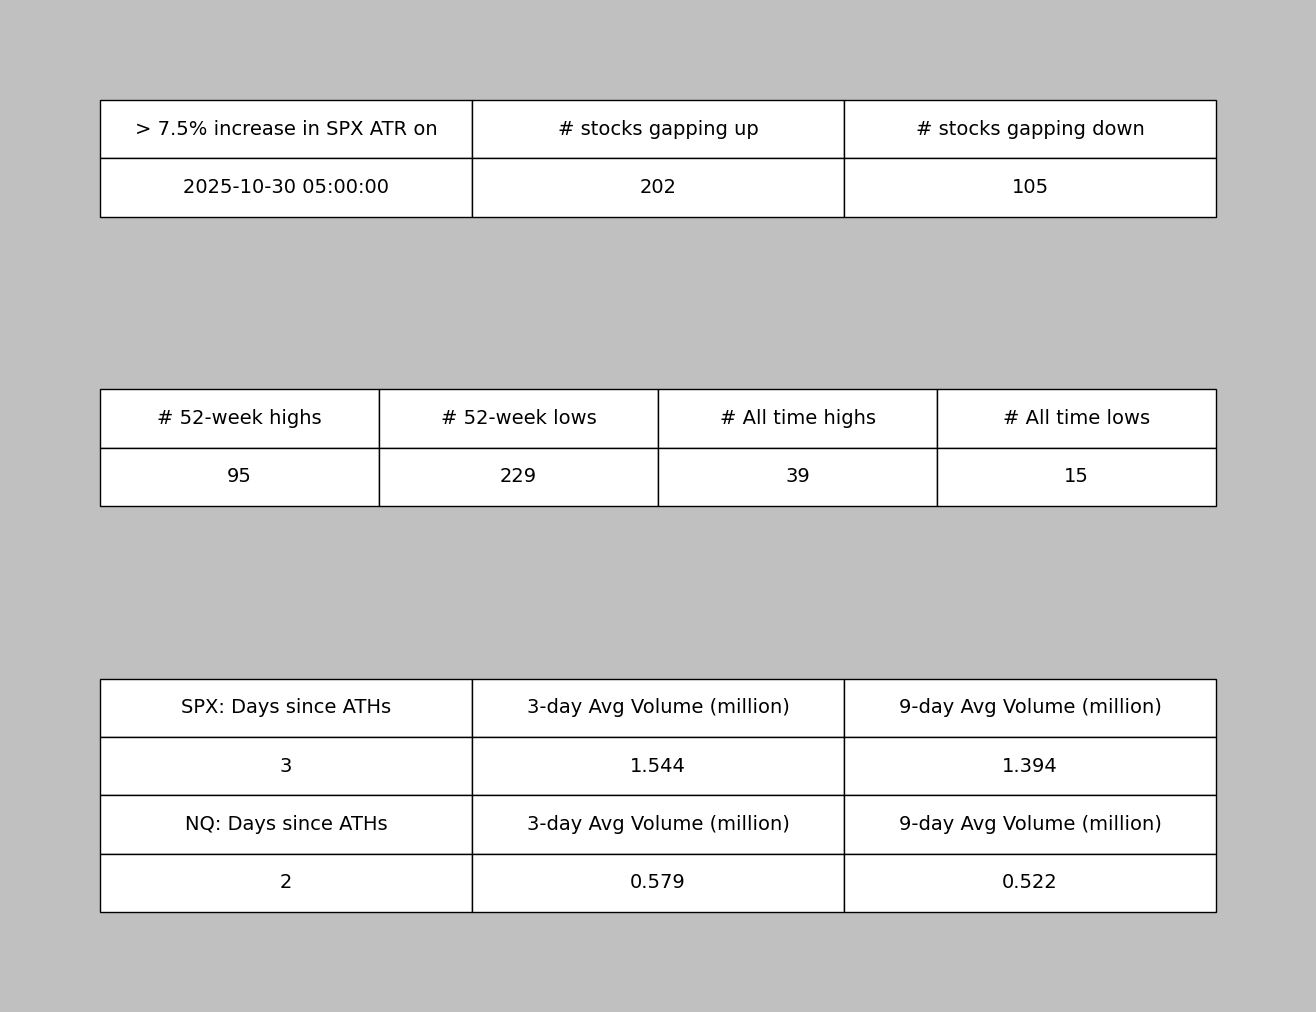 > 7.5% increase in SPX ATR on # stocks gapping up # stocks gapping down
2025-10-30 05:00:00 202 105
# 52-week highs # 52-week lows # All time highs # All time lows
95 229 39 15
SPX: Days since ATHs 3-day Avg Volume (million) 9-day Avg Volume (million)
3 1.544 1.394
NQ: Days since ATHs 3-day Avg Volume (million) 9-day Avg Volume (million)
2 0.579 0.522